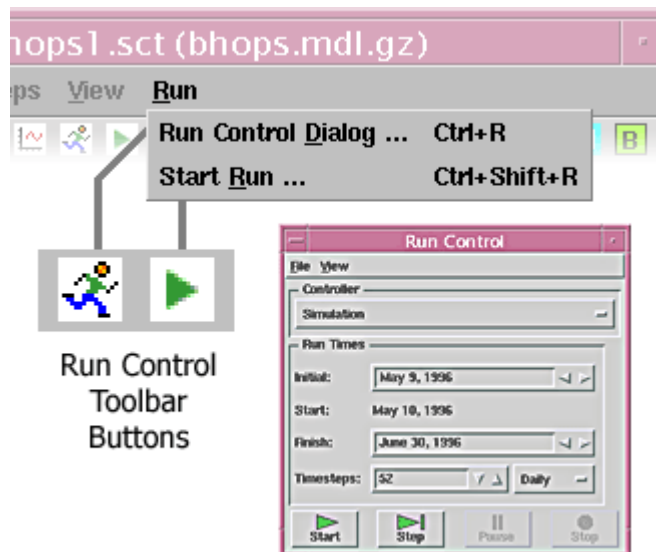 hops1.sct (bhops.mdl.gz)
eps View Run
Run Control Dialog ... Ctrl+R
Start Run ... Ctrl+Shift+R
B
Run Control
Toolbar
Buttons
Run Control
File View
Controller
Simulation
Run Times
Initial: May 9, 1996
Start: May 10, 1996
Finish: June 30, 1996
Timesteps: 52 Daily
Start Step Pause Stop